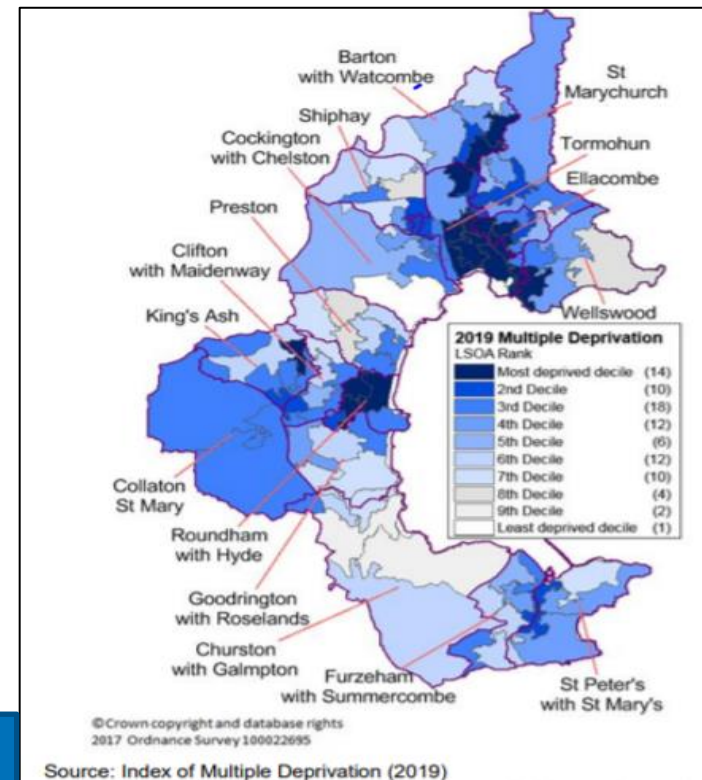 Barton
with Watcombe
St
Marychurch
Shiphay
Cockington
with Chelston
Tormohun
Ellacombe
Preston
Clifton
with Maidenway
King's Ash
Wellswood
2019 Multiple Deprivation
LSOA Rank
Most deprived decile (14)
2nd Decile (10)
3rd Decile (18)
4th Decile (12)
5th Decile (6)
6th Decile (12)
7th Decile (10)
8th Decile (4)
9th Decile (2)
Least deprived decile (1)
Collaton
St Mary
Roundham
with Hyde
Goodrington
with Roselands
Churston
with Galmpton
Furzeham
with Summercombe
St Peter's
with St Mary's
©Crown copyright and database rights
2017 Ordnance Survey 100022695
Source: Index of Multiple Deprivation (2019)